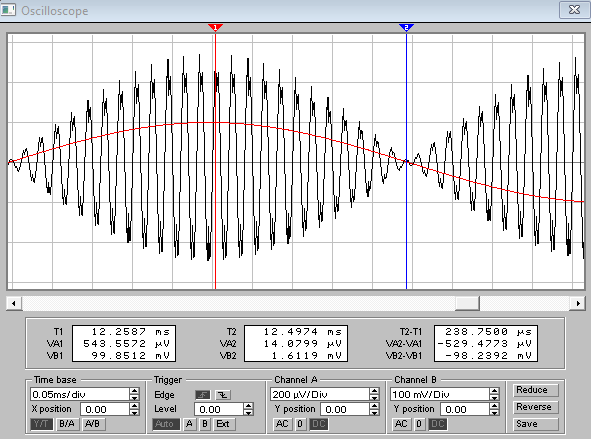 Oscilloscope
1 2
T1 12.2587 ms T2 12.4974 ms T2-T1 238.7500 µs
VA1 543.5572 µV VA2 14.0799 µV VA2-VA1 -529.4773 µV
VB1 99.8512 mV VB2 1.6119 mV VB2-VB1 -98.2392 mV
Time base Trigger Channel A Channel B
0.05ms/div Edge 200 µV/Div 100 mV/Div Reduce
X position 0.00 Level 0.00 Y position 0.00 Y position 0.00 Reverse
Y/T B/A A/B Auto A B Ext AC 0 DC AC 0 DC Save